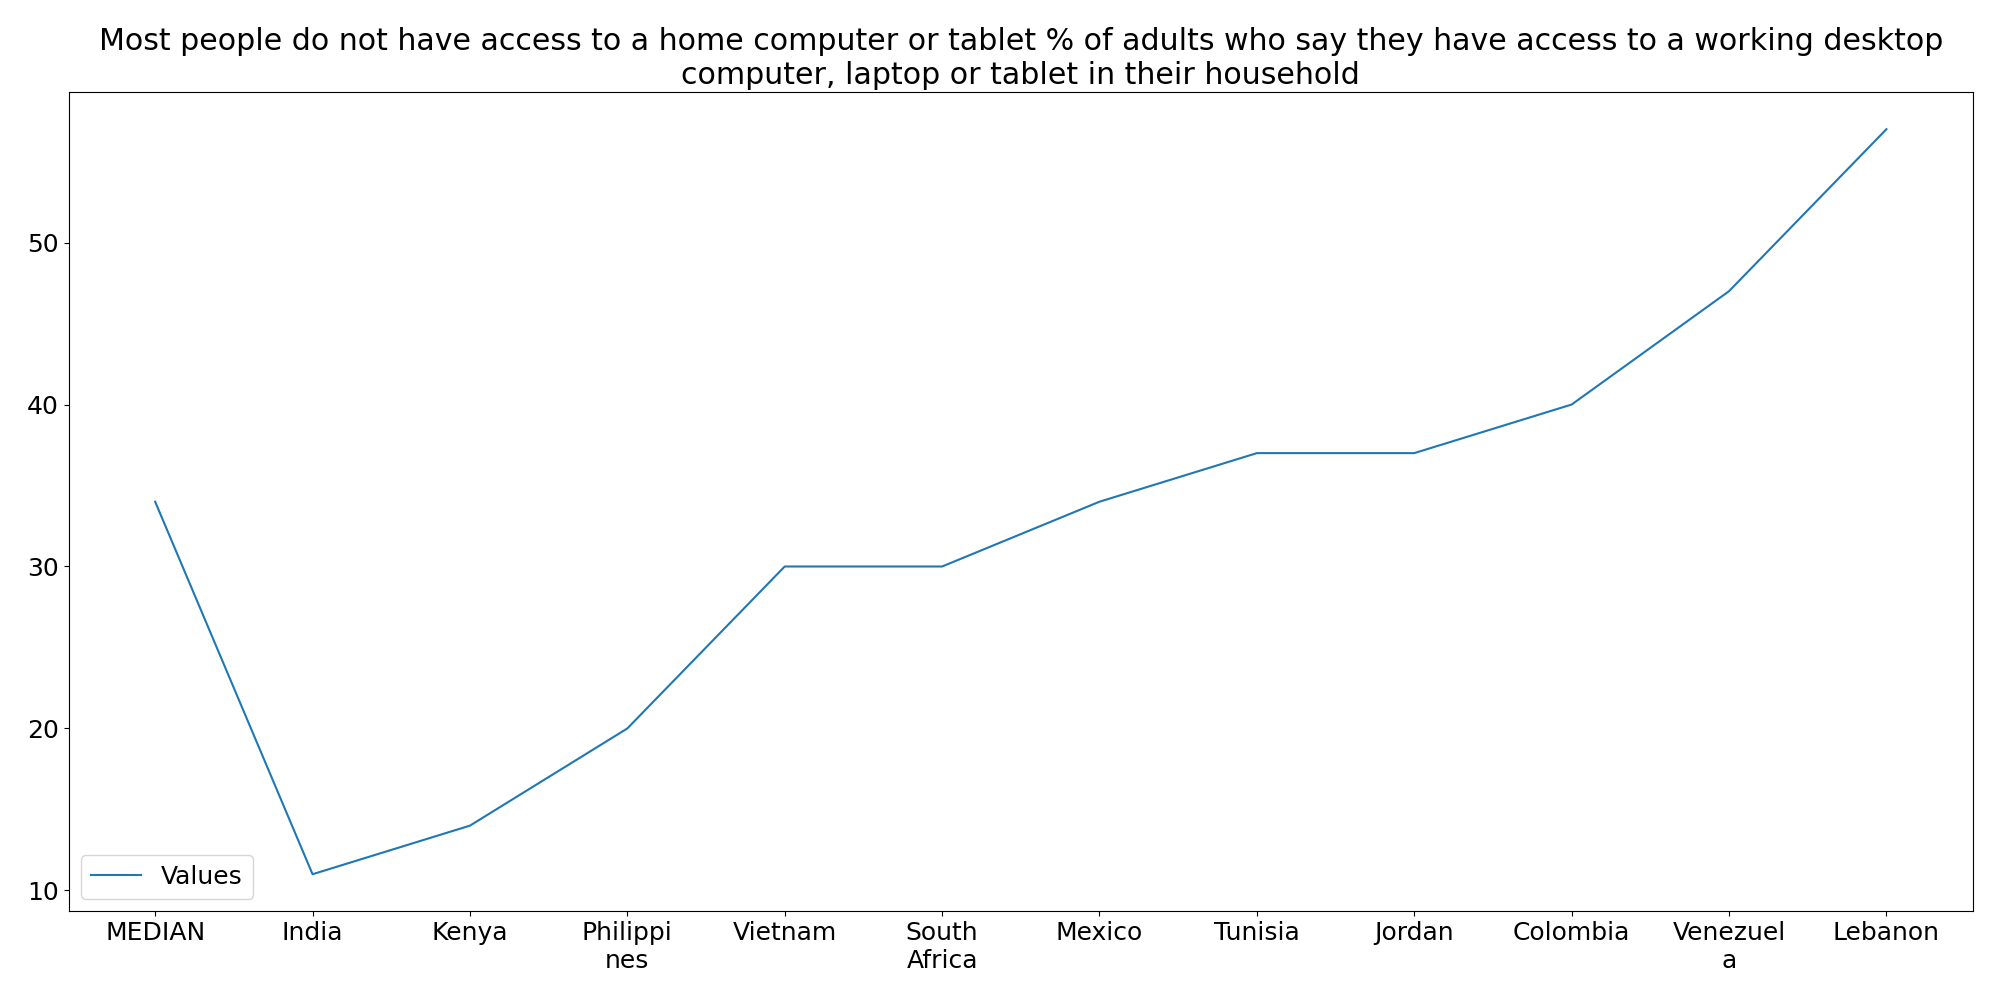 Most people do not have access to a home computer or tablet % of adults who say they have access to a working desktop
computer, laptop or tablet in their household
50
40
30
20
10
Values
MEDIAN
India
Kenya
Philippi
nes
Vietnam
South
Africa
Mexico
Tunisia
Jordan
Colombia
Venezuel
a
Lebanon